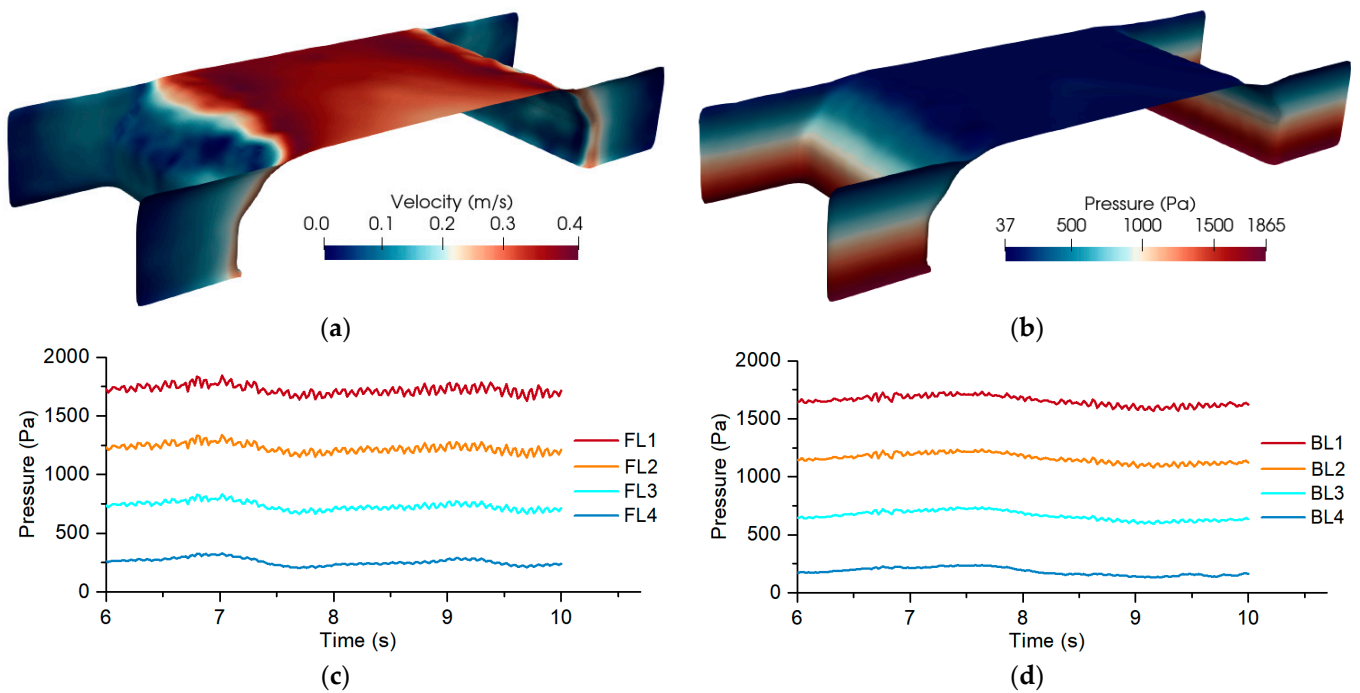 Velocity (m/s)
0.0 0.1 0.2 0.3 0.44
(a)
Pressure (Pa)
37 500 1000 1500 1865
(b)
2000
1500
1000
500
0
Pressure (Pa)
6 7 8 9 10
Time (s)
FL1
FL2
FL3
FL4
(c)
2000
1500
1000
500
0
Pressure (Pa)
6 7 8 9 10
Time (s)
BL1
BL2
BL3
BL4
(d)